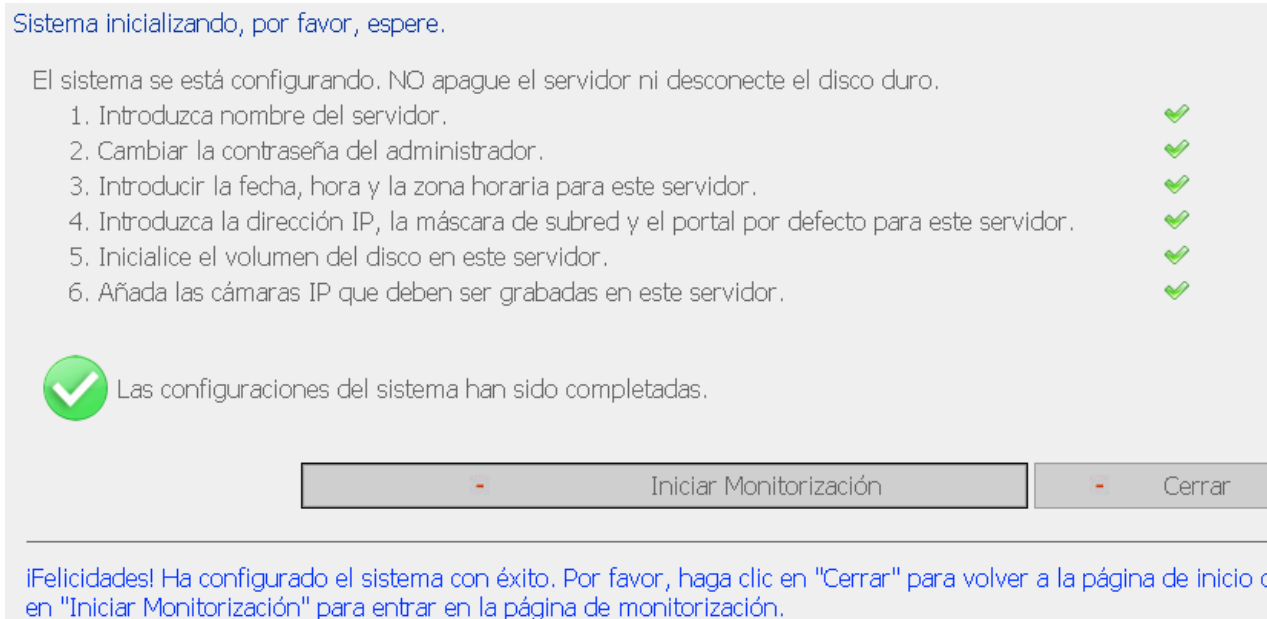 Sistema inicializando, por favor, espere.
El sistema se está configurando. NO apague el servidor ni desconecte el disco duro.
1. Introduzca nombre del servidor.
2. Cambiar la contraseña del administrador.
3. Introducir la fecha, hora y la zona horaria para este servidor.
4. Introduzca la dirección IP, la máscara de subred y el portal por defecto para este servidor.
5. Inicialice el volumen del disco en este servidor.
6. Añada las cámaras IP que deben ser grabadas en este servidor.
Las configuraciones del sistema han sido completadas.
Iniciar Monitorización Cerrar
¡Felicidades! Ha configurado el sistema con éxito. Por favor, haga clic en "Cerrar" para volver a la página de inicio
en "Iniciar Monitorización" para entrar en la página de monitorización.